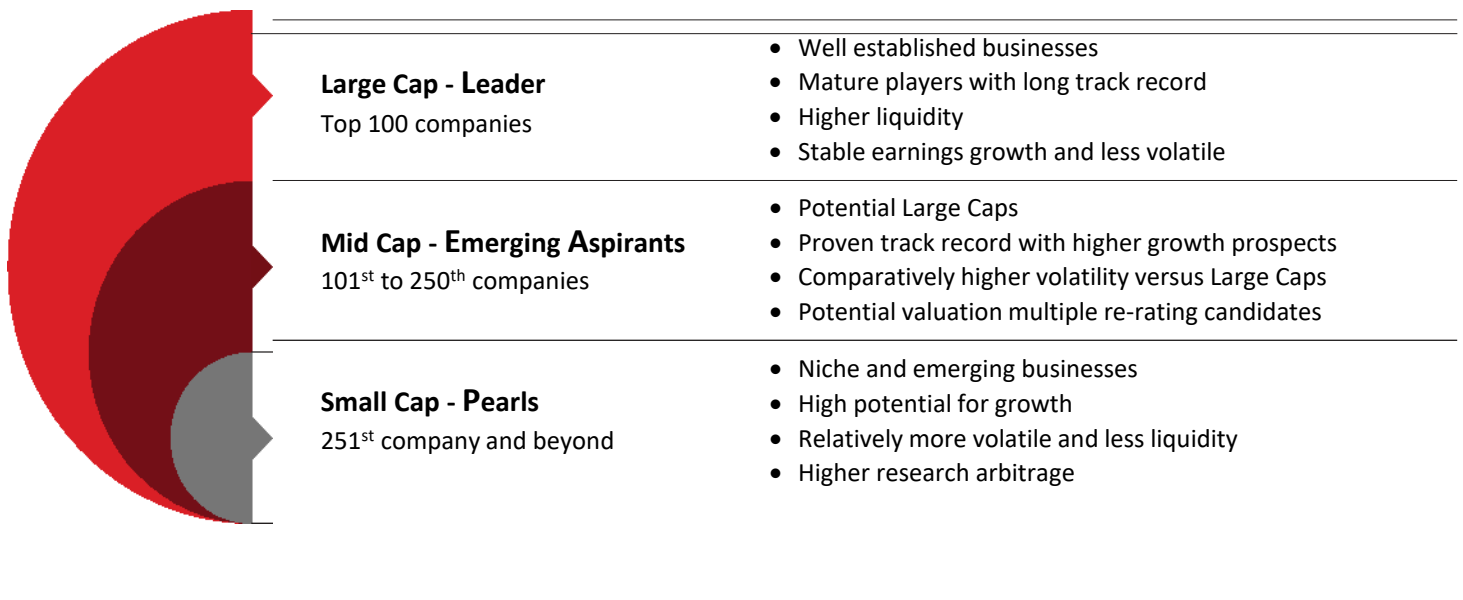 Large Cap - Leader
Top 100 companies
• Well established businesses
• Mature players with long track record
• Higher liquidity
• Stable earnings growth and less volatile
Mid Cap - Emerging Aspirants
101st to 250th companies
• Potential Large Caps
• Proven track record with higher growth prospects
• Comparatively higher volatility versus Large Caps
• Potential valuation multiple re-rating candidates
Small Cap - Pearls
251st company and beyond
• Niche and emerging businesses
• High potential for growth
• Relatively more volatile and less liquidity
• Higher research arbitrage